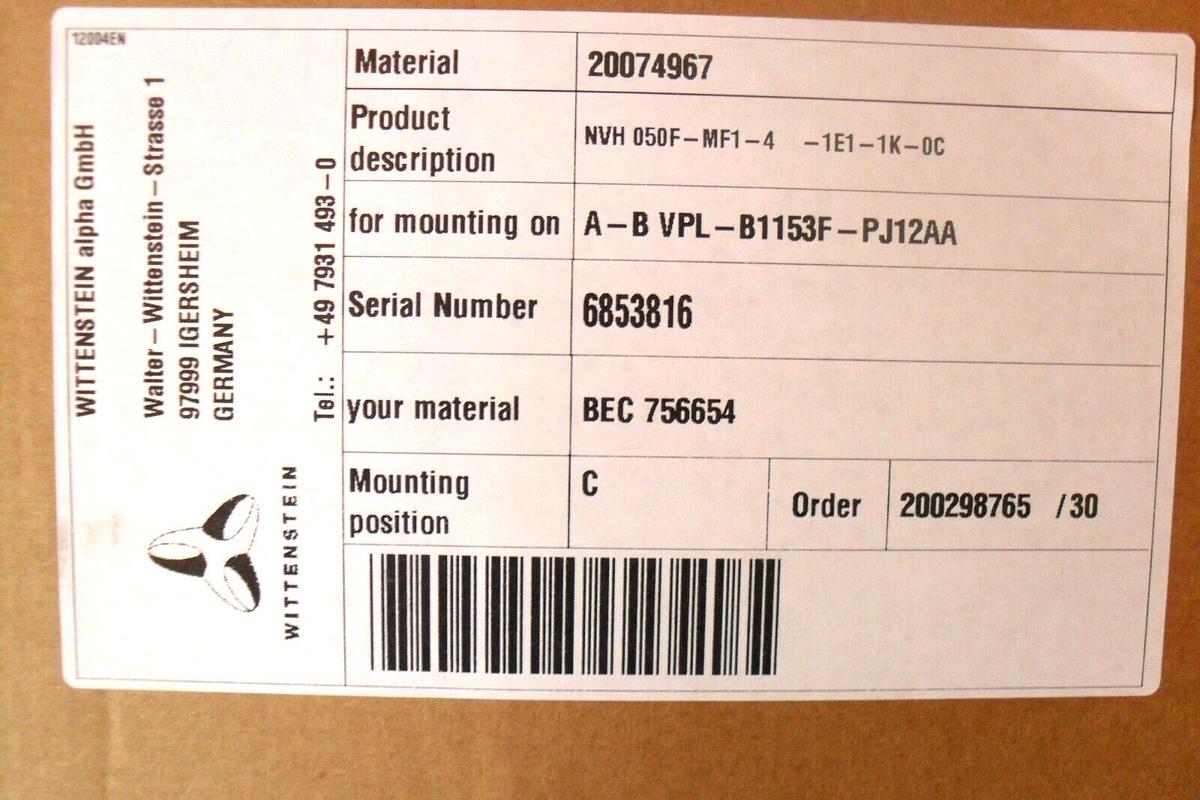 12004EN
WITTENSTEIN alpha GmbH
Walter-Wittenstein-Strasse 1
97999 IGERSHEIM
GERMANY
Tel.: +49 7931 493-0
WITTENSTEIN
Material 20074967
Product description NVH 050F-MF1-4 -1E1-1K-0C
for mounting on A-B VPL-B1153F-PJ12AA
Serial Number 6853816
your material BEC 756654
Mounting position C Order 200298765 /30